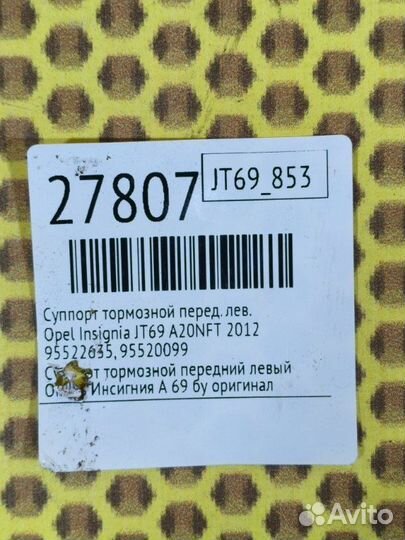 27807
JT69_853
Суппорт тормозной перед. лев.
Opel Insignia JT69 A20NFT 2012
95522635, 95520099
тормозной передний левый
Инсигния А 69 бу оригинал
Avito